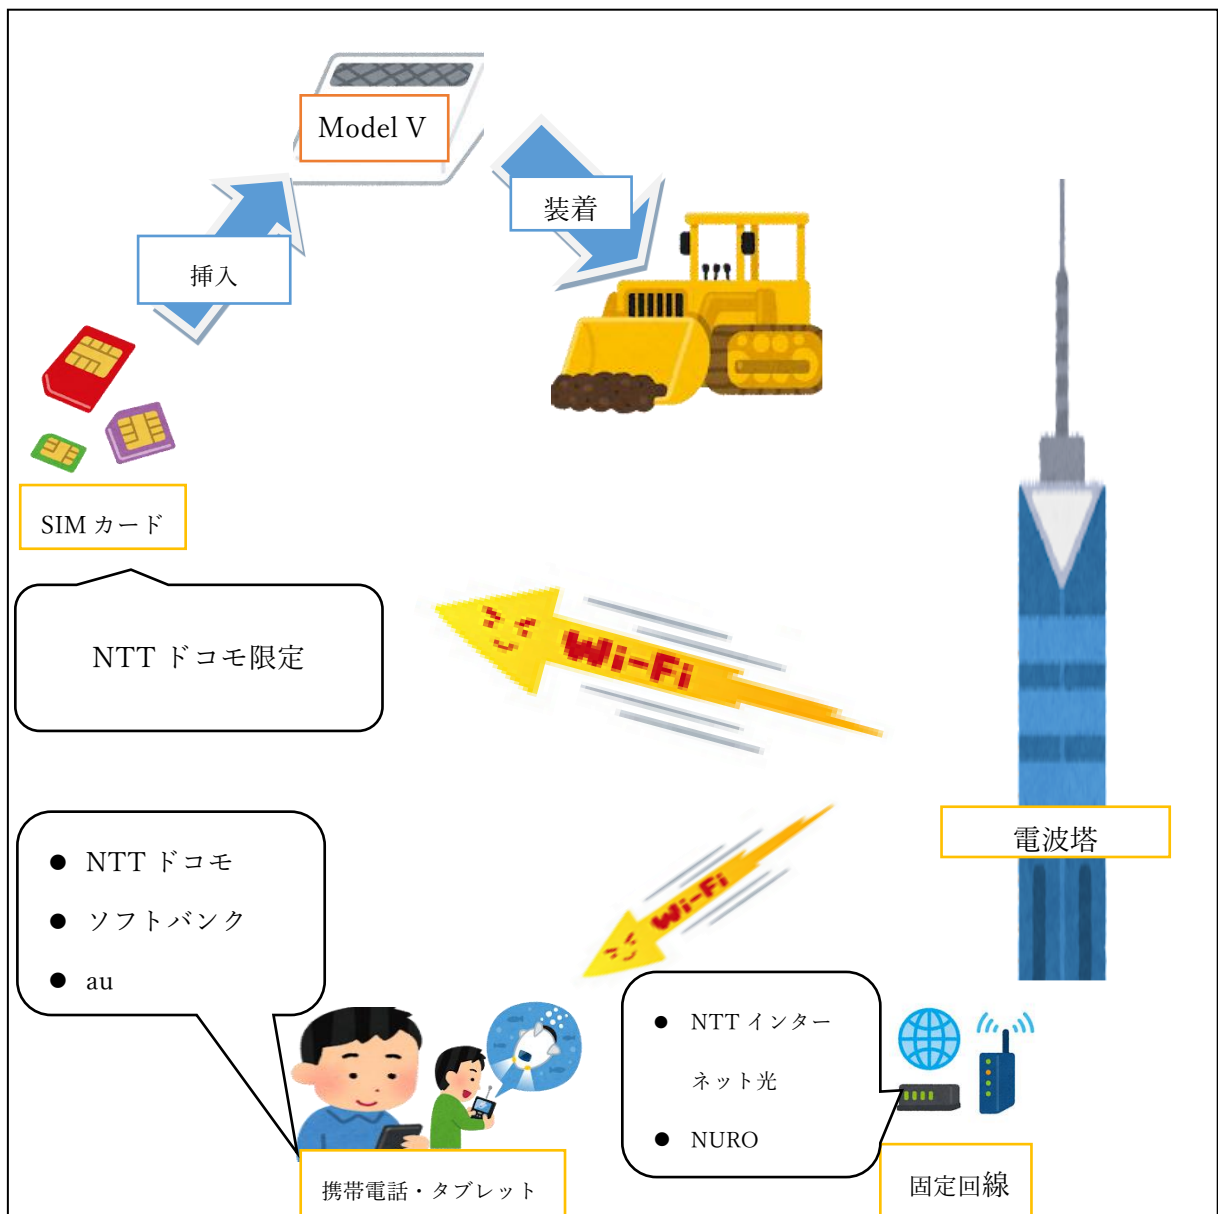 Model V
装着
挿入
SIM カード
NTT ドコモ限定
Wi-Fi
電波塔
● NTT ドコモ
● ソフトバンク
● au
Wi-Fi
● NTT インター
ネット光
● NURO
携帯電話・タブレット
固定回線